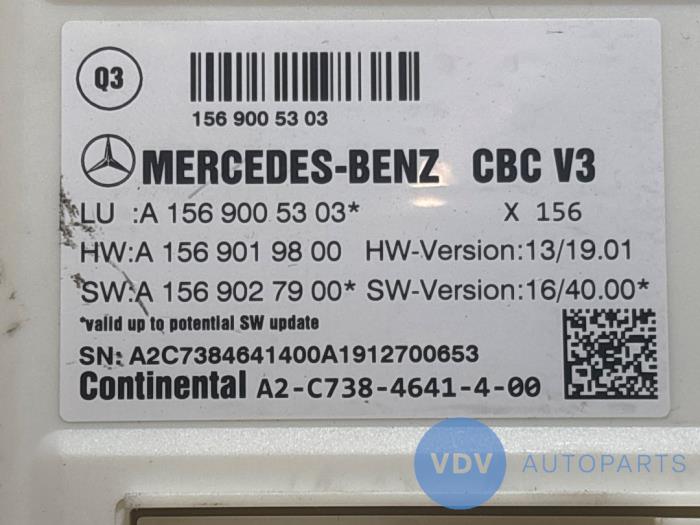 Q3
156 900 53 03
MERCEDES-BENZ CBC V3
LU :A 156 900 53 03* X 156
HW:A 156 901 98 00 HW-Version:13/19.01
SW:A 156 902 79 00* SW-Version:16/40.00*
*valid up to potential SW update
SN: A2C7384641400A1912700653
Continental A2-C738-4641-4-00
VDV AUTOPARTS